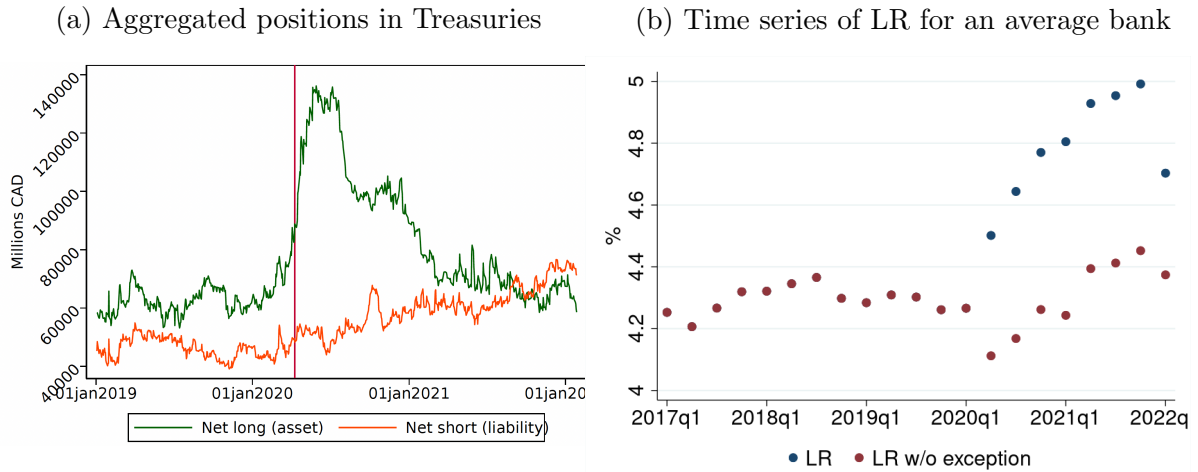 (a) Aggregated positions in Treasuries
Millions CAD
140000
120000
100000
80000
60000
40000
01jan2019 01jan2020 01jan2021 01jan20
Net long (asset) Net short (liability)
(b) Time series of LR for an average bank
%
5
4.8
4.6
4.4
4.2
4
2017q1 2018q1 2019q1 2020q1 2021q1 2022q
LR LR w/o exception